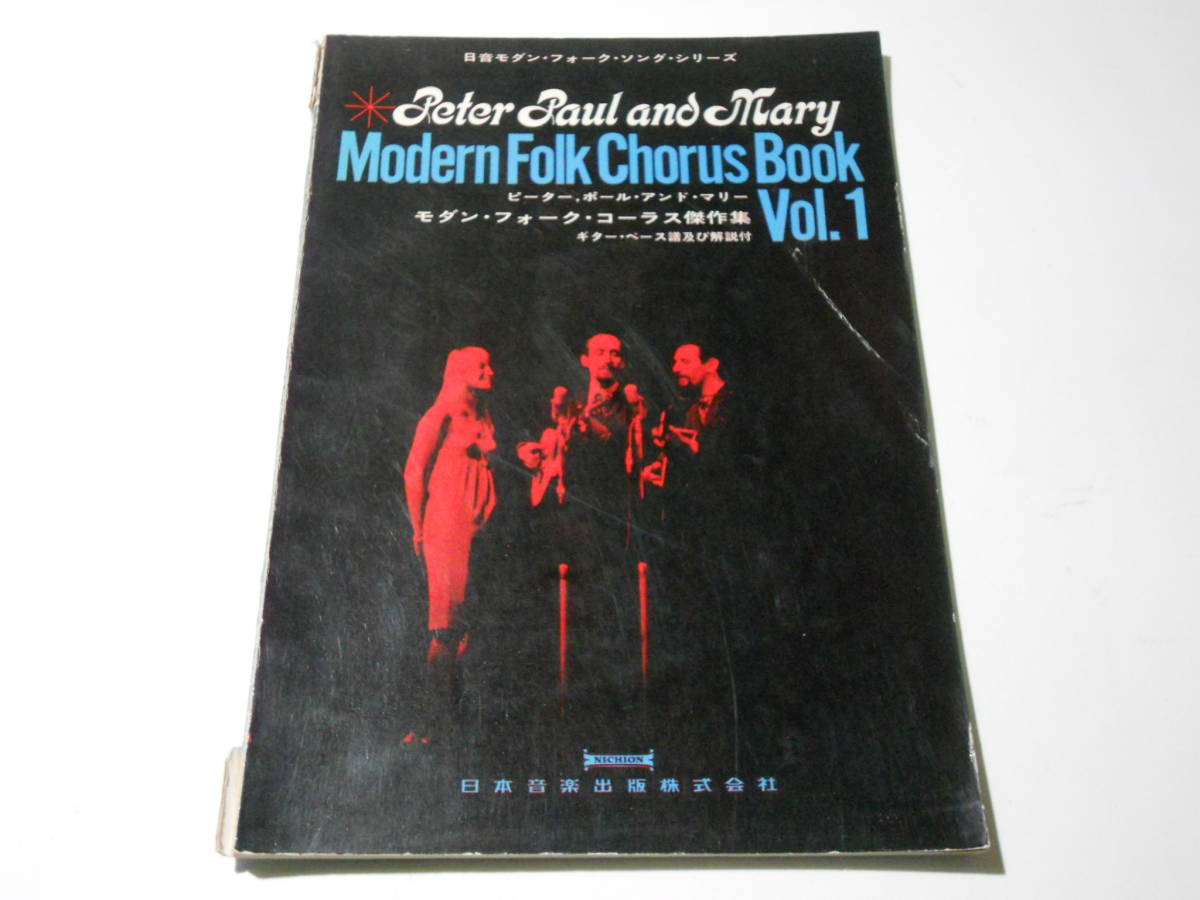 日音モダン・フォーク・ソング・シリーズ
Peter Paul and Mary
Modern Folk Chorus Book
ピーター,ポール・アンド・マリー
モダン・フォーク・コーラス傑作集
Vol.1
ギター・ベース譜及び解説付
NICHION
日本音楽出版株式会社